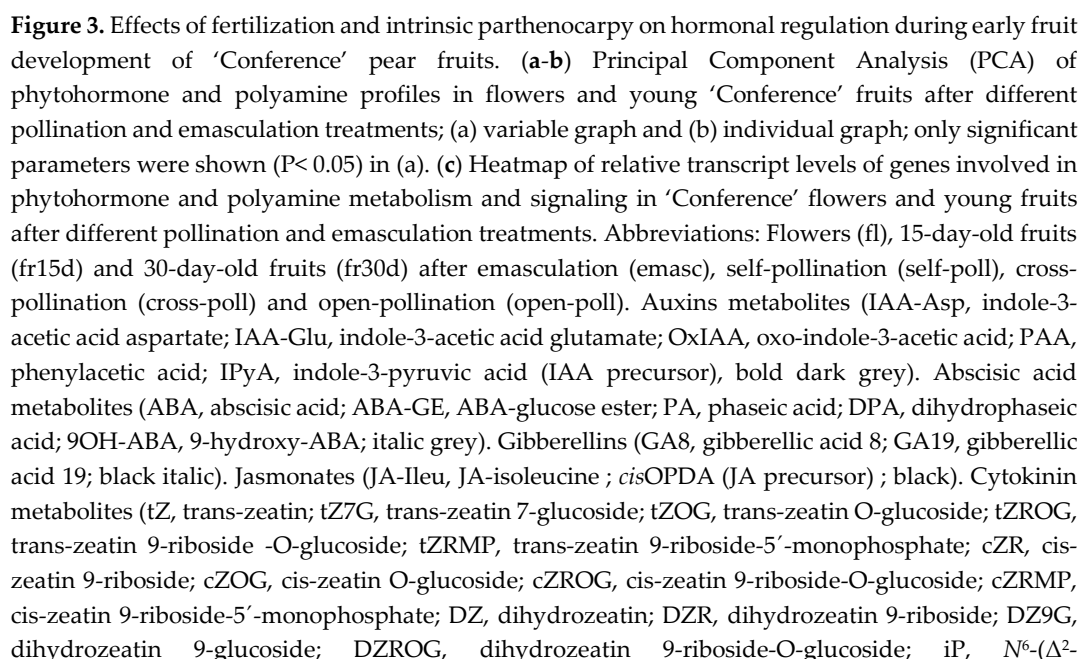 Figure 3. Effects of fertilization and intrinsic parthenocarpy on hormonal regulation during early fruit
development of ‘Conference’ pear fruits. (a-b) Principal Component Analysis (PCA) of
phytohormone and polyamine profiles in flowers and young ‘Conference’ fruits after different
pollination and emasculation treatments; (a) variable graph and (b) individual graph; only significant
parameters were shown (P< 0.05) in (a). (c) Heatmap of relative transcript levels of genes involved in
phytohormone and polyamine metabolism and signaling in ‘Conference’ flowers and young fruits
after different pollination and emasculation treatments. Abbreviations: Flowers (fl), 15-day-old fruits
(fr15d) and 30-day-old fruits (fr30d) after emasculation (emasc), self-pollination (self-poll), cross-
pollination (cross-poll) and open-pollination (open-poll). Auxins metabolites (IAA-Asp, indole-3-
acetic acid aspartate; IAA-Glu, indole-3-acetic acid glutamate; OxIAA, oxo-indole-3-acetic acid; PAA,
phenylacetic acid; IPyA, indole-3-pyruvic acid (IAA precursor), bold dark grey). Abscisic acid
metabolites (ABA, abscisic acid; ABA-GE, ABA-glucose ester; PA, phaseic acid; DPA, dihydrophaseic
acid; 9OH-ABA, 9-hydroxy-ABA; italic grey). Gibberellins (GA8, gibberellic acid 8; GA19, gibberellic
acid 19; black italic). Jasmonates (JA-Ileu, JA-isoleucine ; cisOPDA (JA precursor) ; black). Cytokinin
metabolites (tZ, trans-zeatin; tZ7G, trans-zeatin 7-glucoside; tZOG, trans-zeatin O-glucoside; tZROG,
trans-zeatin 9-riboside -O-glucoside; tZRMP, trans-zeatin 9-riboside-5′-monophosphate; cZR, cis-
zeatin 9-riboside; cZOG, cis-zeatin O-glucoside; cZROG, cis-zeatin 9-riboside-O-glucoside; cZRMP,
cis-zeatin 9-riboside-5′-monophosphate; DZ, dihydrozeatin; DZR, dihydrozeatin 9-riboside; DZ9G,
dihydrozeatin 9-glucoside; DZROG, dihydrozeatin 9-riboside-O-glucoside; iP, N⁶-(Δ²-